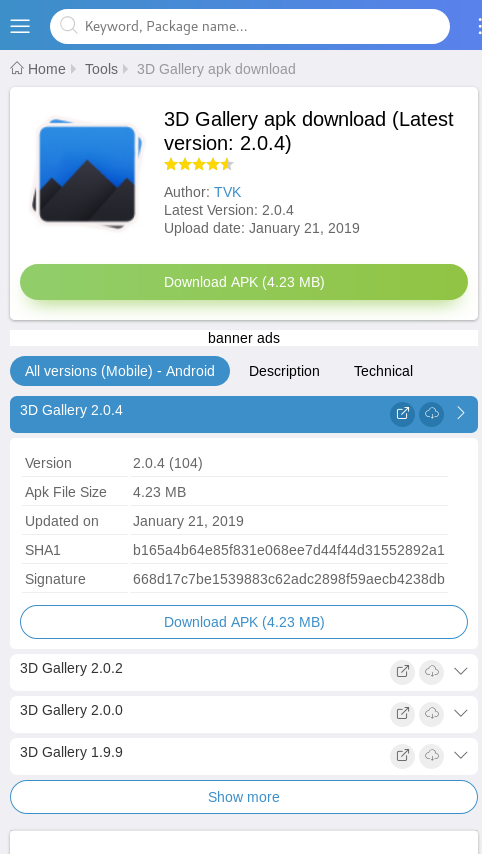 Keyword, Package name...
Home Tools 3D Gallery apk download
3D Gallery apk download (Latest
version: 2.0.4)
Author: TVK
Latest Version: 2.0.4
Upload date: January 21, 2019
Download APK (4.23 MB)
banner ads
All versions (Mobile) - Android Description Technical
3D Gallery 2.0.4
Version 2.0.4 (104)
Apk File Size 4.23 MB
Updated on January 21, 2019
SHA1 b165a4b64e85f831e068ee7d44f44d31552892a1
Signature 668d17c7be1539883c62adc2898f59aecb4238db
Download APK (4.23 MB)
3D Gallery 2.0.2
3D Gallery 2.0.0
3D Gallery 1.9.9
Show more